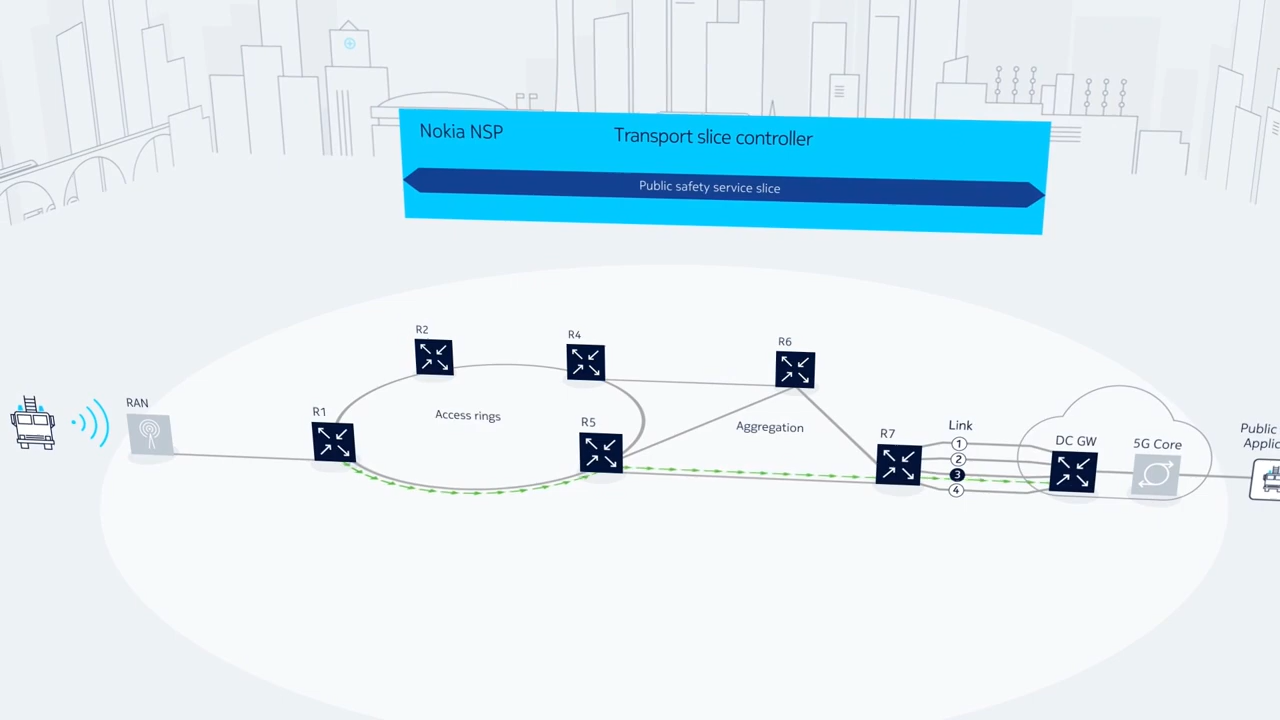 Nokia NSP
Transport slice controller
Public safety service slice
R2
R4
R6
RAN
R1
Access rings
R5
Aggregation
R7
Link
1
2
3
4
DC GW
5G Core
Public